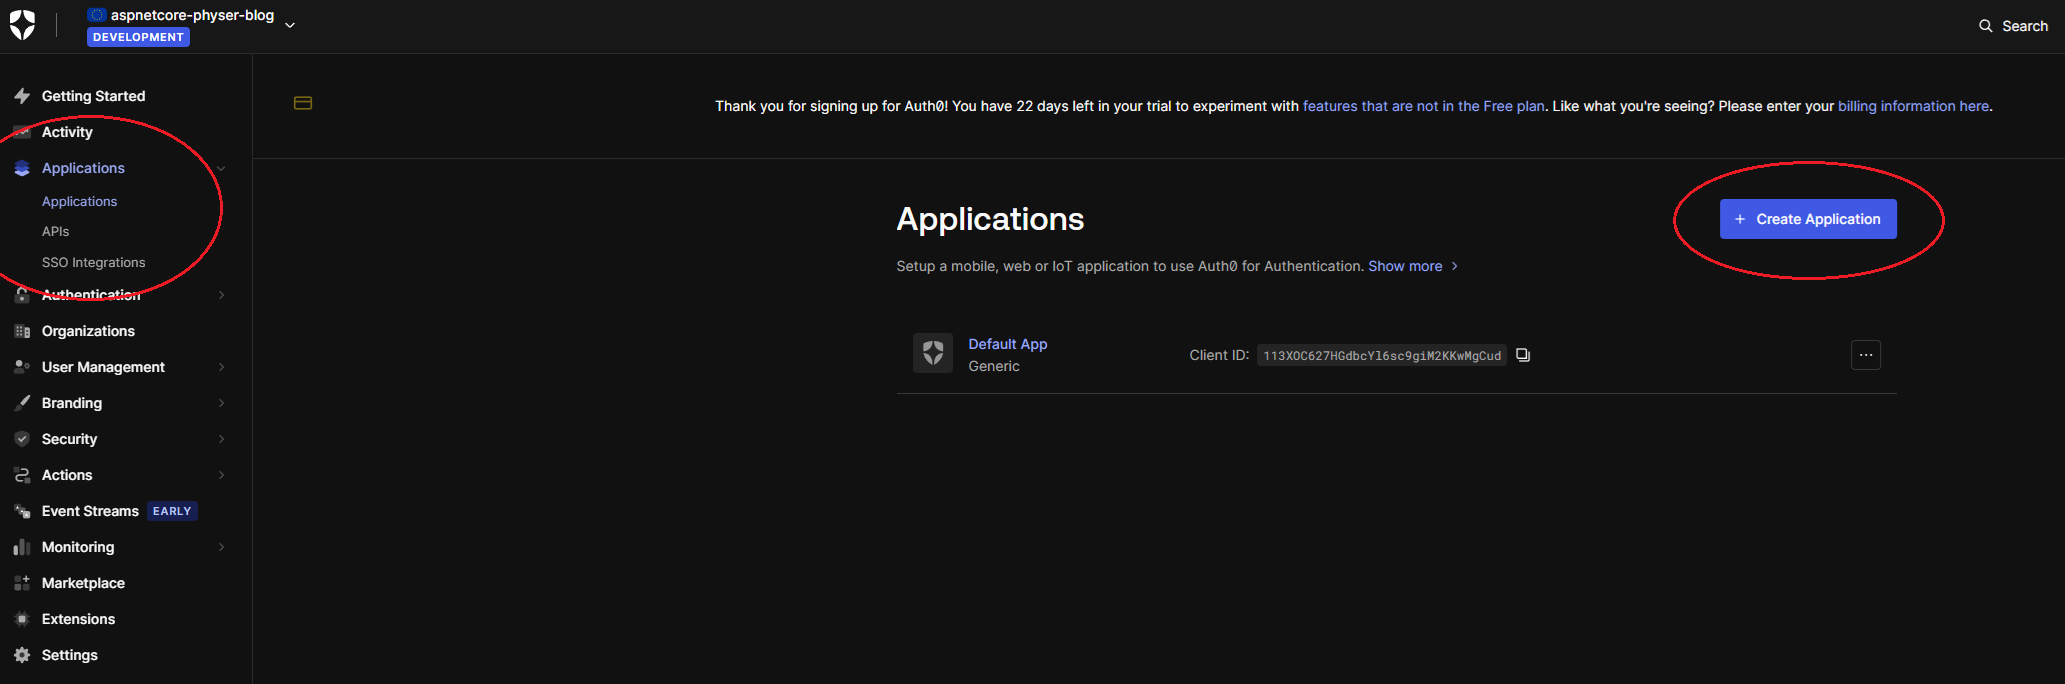 aspnetcore-physer-blog
DEVELOPMENT
Search
Getting Started
Activity
Applications
Applications
APIs
SSO Integrations
Authentication
Organizations
User Management
Branding
Security
Actions
Event Streams EARLY
Monitoring
Marketplace
Extensions
Settings
Thank you for signing up for Auth0! You have 22 days left in your trial to experiment with features that are not in the Free plan. Like what you're seeing? Please enter your billing information here.
Applications
+ Create Application
Setup a mobile, web or IoT application to use Auth0 for Authentication. Show more
Default App
Generic
Client ID: 113XOC627HGdbcYl6sc9giM2KKwMgCud